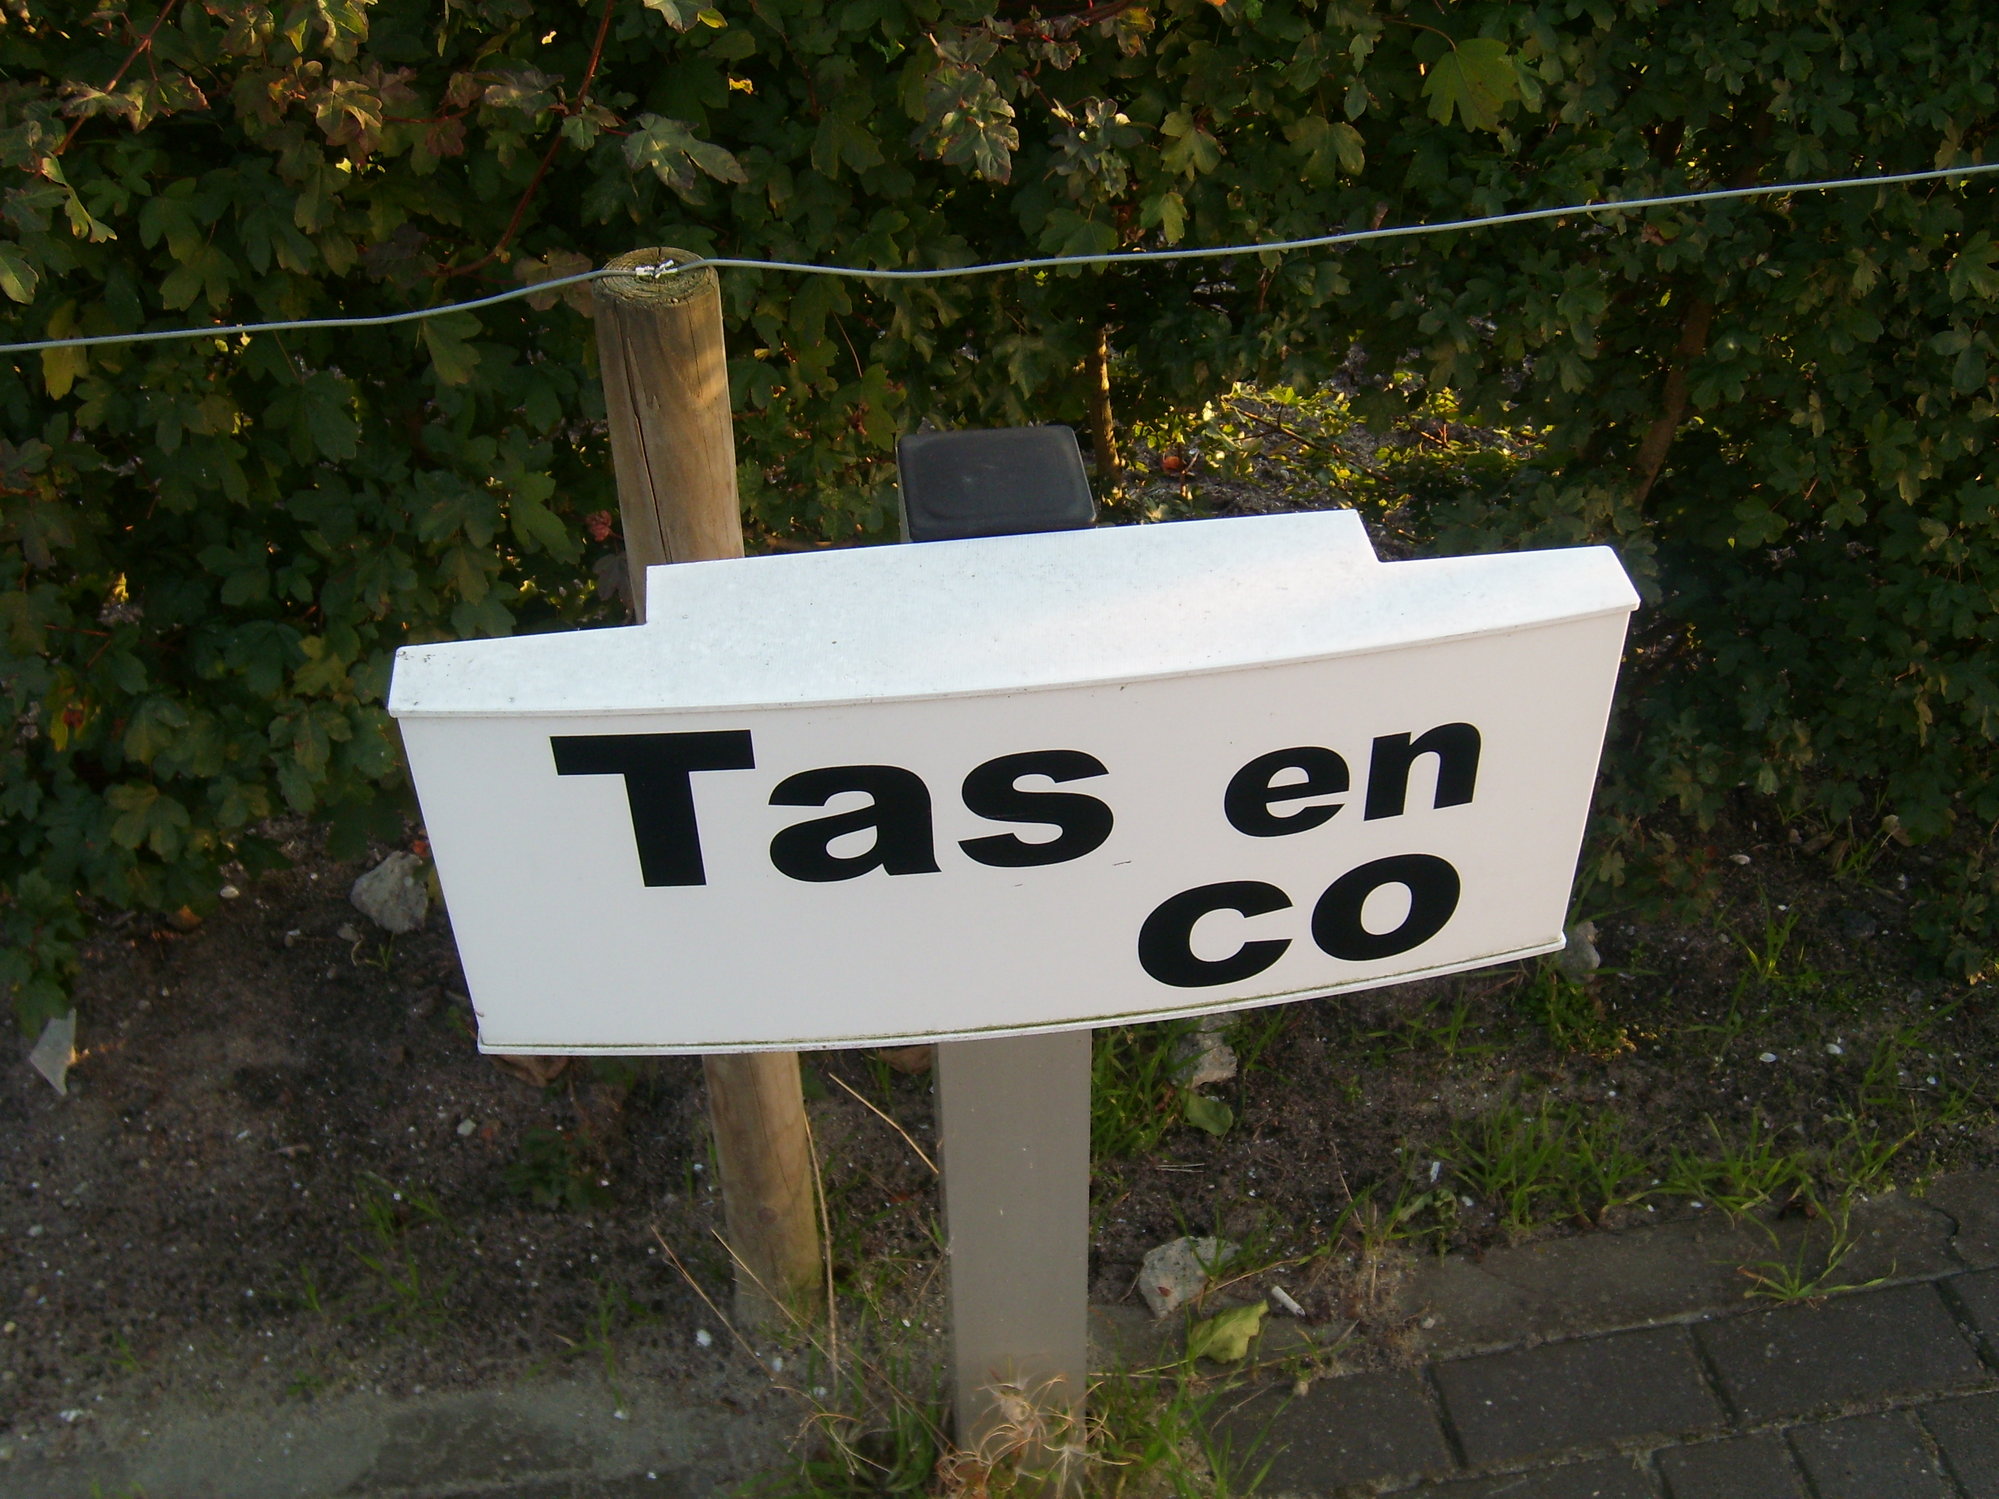 Tas en
co